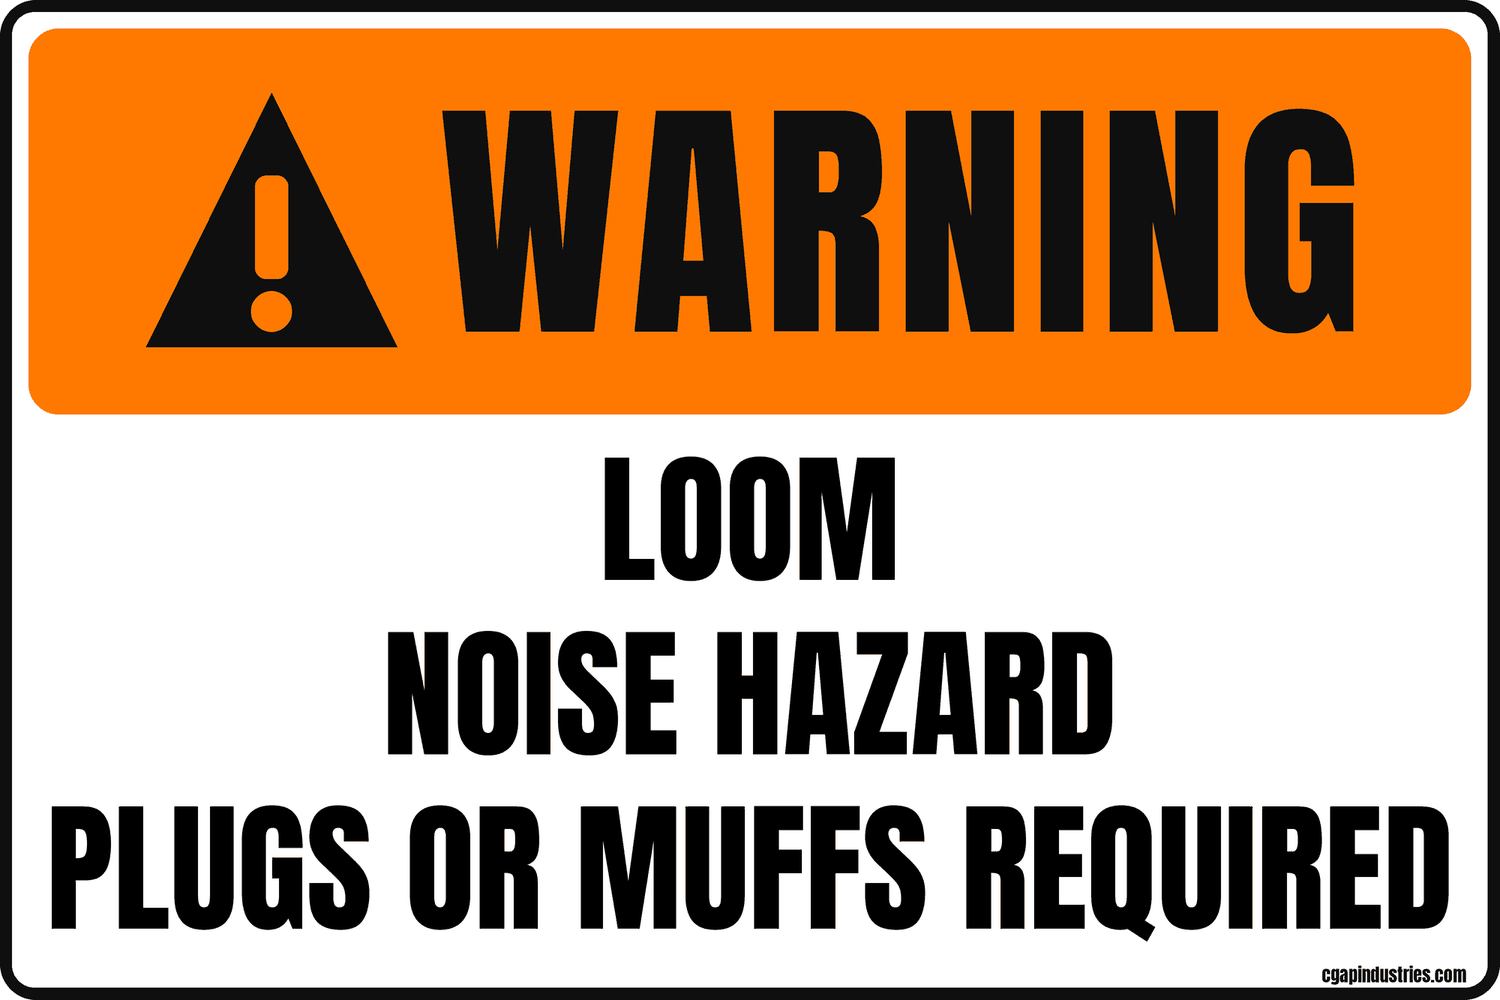 WARNING
LOOM
NOISE HAZARD
PLUGS OR MUFFS REQUIRED
cgapindustries.com